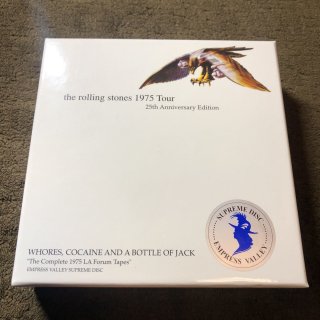 the rolling stones 1975 Tour
25th Anniversary Edition
SUPREME DISC
EMPRESS VALLEY
WHORES, COCAINE AND A BOTTLE OF JACK
"The Complete 1975 LA Forum Tapes"
EMPRESS VALLEY SUPREME DISC